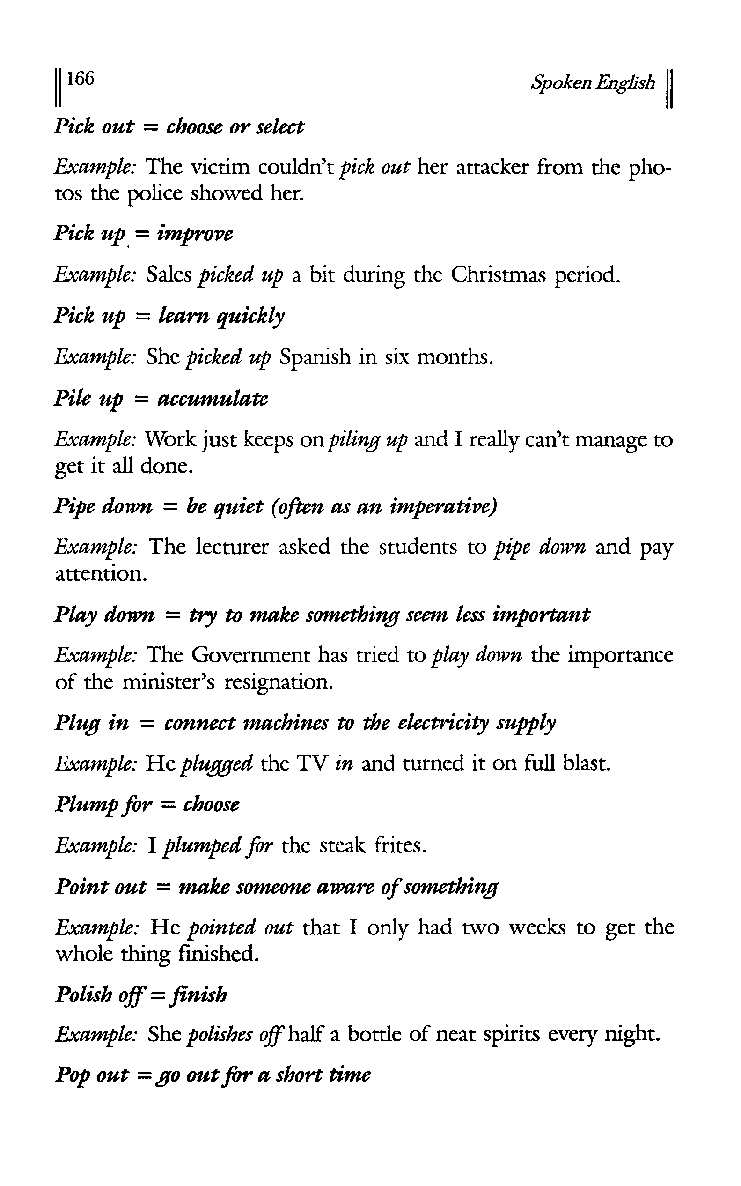 166 Spoken English
Pick out = choose or select
Example: The victim couldn't pick out her attacker from the pho-
tos the police showed her.
Pick up = improve
Example: Sales picked up a bit during the Christmas period.
Pick up = learn quickly
Example: She picked up Spanish in six months.
Pile up = accumulate
Example: Work just keeps on piling up and I really can't manage to
get it all done.
Pipe down = be quiet (often as an imperative)
Example: The lecturer asked the students to pipe down and pay
attention.
Play down = try to make something seem less important
Example: The Government has tried to play down the importance
of the minister's resignation.
Plug in = connect machines to the electricity supply
Example: He plugged the TV in and turned it on full blast.
Plump for = choose
Example: I plumped for the steak frites.
Point out = make someone aware of something
Example: He pointed out that I only had two weeks to get the
whole thing finished.
Polish off = finish
Example: She polishes off half a bottle of neat spirits every night.
Pop out = go out for a short time